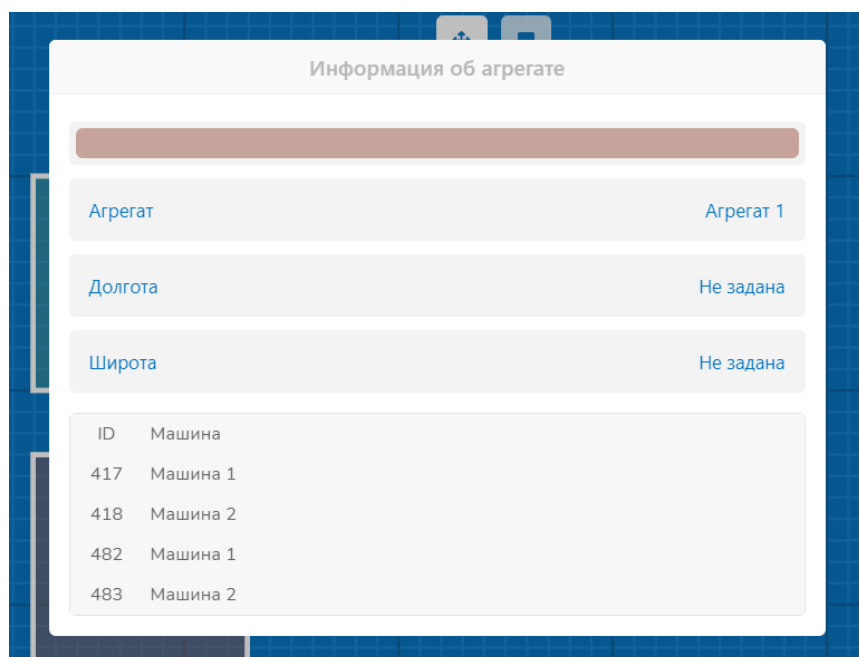 Информация об агрегате
Агрегат Агрегат 1
Долгота Не задана
Широта Не задана
ID Машина
417 Машина 1
418 Машина 2
482 Машина 1
483 Машина 2